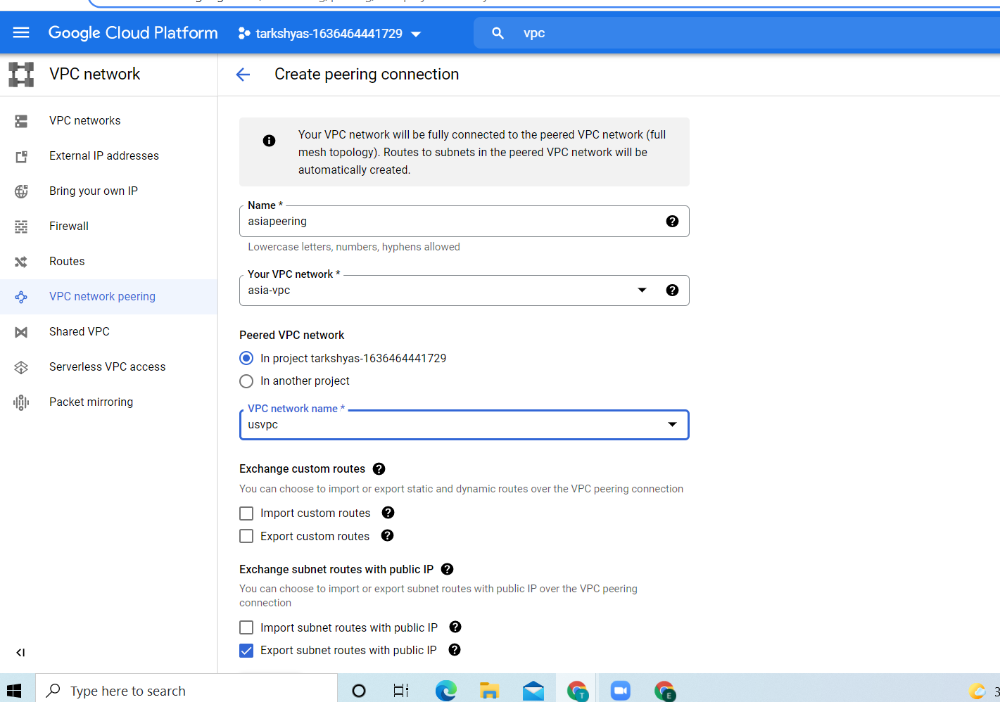 Google Cloud Platform
tarkshyas-1636464441729
vpc
VPC network
Create peering connection
VPC networks
External IP addresses
Bring your own IP
Firewall
Routes
VPC network peering
Shared VPC
Serverless VPC access
Packet mirroring
Your VPC network will be fully connected to the peered VPC network (full
mesh topology). Routes to subnets in the peered VPC network will be
automatically created.
Name *
asiapeering
Lowercase letters, numbers, hyphens allowed
Your VPC network *
asia-vpc
Peered VPC network
In project tarkshyas-1636464441729
In another project
VPC network name *
usvpc
Exchange custom routes
You can choose to import or export static and dynamic routes over the VPC peering connection
Import custom routes
Export custom routes
Exchange subnet routes with public IP
You can choose to import or export subnet routes with public IP over the VPC peering
connection
Import subnet routes with public IP
Export subnet routes with public IP
Type here to search
T
E
3